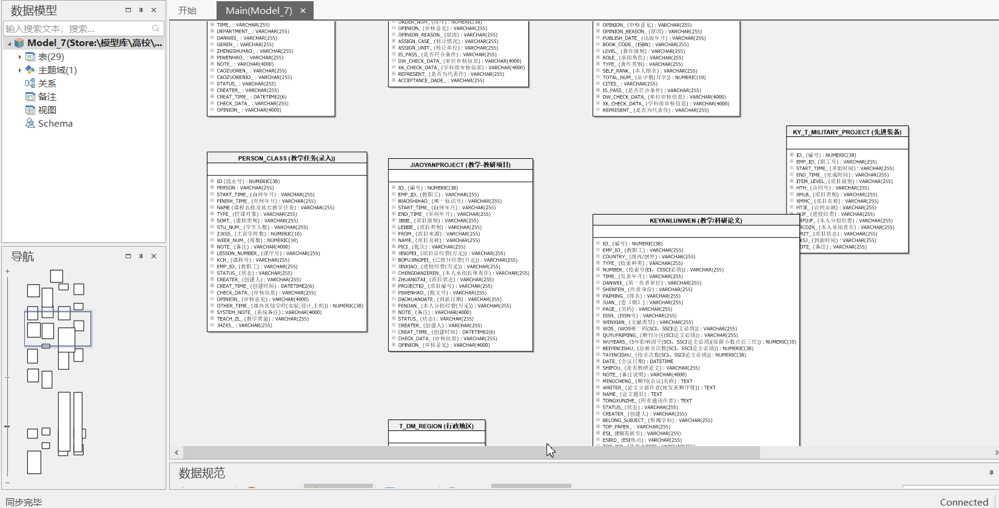 数据模型
输入搜索文本，搜索...
Model_7(Store:\模型库\高校\...
表(29)
主题域(1)
关系
备注
视图
Schema
导航
同步完毕
开始
Main(Model_7)
TIME_ : VARCHAR(255)
DEPARTMENT_ : VARCHAR(255)
DANWEI_ : VARCHAR(255)
GEREN_ : VARCHAR(255)
ZHENGSHUHAO_ : VARCHAR(255)
PIWENHAO_ : VARCHAR(255)
NOTE_ : VARCHAR(4000)
CAOZUOREN_ : VARCHAR(255)
CAOZUORENID_ : VARCHAR(255)
STATUS_ : VARCHAR(255)
CREATER_ : VARCHAR(255)
CREAT_TIME_ : DATETIME2(6)
CHECK_DATA_ : VARCHAR(255)
OPINION_ : VARCHAR(4000)
ORDER_NUM_ (排序) : NUMERIC(38)
OPINION_ (审核意见) : VARCHAR(255)
OPINION_REASON_ (原因) : VARCHAR(255)
ASSIGN_CASE_ (转让情况) : VARCHAR(255)
ASSIGN_UNIT_ (转让单位) : VARCHAR(255)
IS_PASS_ (是否符合条件) : VARCHAR(255)
DW_CHECK_DATA_ (单位审核信息) : VARCHAR(4000)
XK_CHECK_DATA_ (学科组审核信息) : VARCHAR(4000)
REPRESENT_ (是否为代表作) : VARCHAR(255)
ACCEPTANCE_DADE_ : VARCHAR(255)
OPINION_ (审核意见) : VARCHAR(255)
OPINION_REASON_ (原因) : VARCHAR(255)
PUBLISH_DATE_ (出版年月) : VARCHAR(255)
BOOK_CODE_ (ISBN) : VARCHAR(255)
LEVEL_ (著作级别) : VARCHAR(255)
ROLE_ (承担角色) : VARCHAR(255)
TYPE_ (著作类别) : VARCHAR(255)
SELF_RANK_ (本人排名) : VARCHAR(255)
TOTAL_NUM_ (总字数(万字)) : NUMERIC(10)
CITES_ : VARCHAR(255)
IS_PASS_ (是否符合条件) : VARCHAR(255)
DW_CHECK_DATA_ (单位审核信息) : VARCHAR(4000)
XK_CHECK_DATA_ (学科组审核信息) : VARCHAR(4000)
REPRESENT_ (是否为代表作) : VARCHAR(255)
PERSON_CLASS (教学任务(录入))
ID (流水号) : NUMERIC(38)
PERSON : VARCHAR(255)
START_TIME_ (自何年月) : VARCHAR(255)
FINISH_TIME_ (至何年月) : VARCHAR(255)
NAME (课程名称及其它教学任务) : VARCHAR(255)
TYPE_ (授课对象) : VARCHAR(255)
SORT_ (课程类别) : VARCHAR(255)
STU_NUM_ (学生人数) : VARCHAR(255)
ZJXSS_ (主讲学时数) : NUMERIC(10)
WEEK_NUM_ (周数) : NUMERIC(10)
NOTE_ (备注) : VARCHAR(4000)
LESSON_NUMBER_ (课序号) : VARCHAR(255)
KCH_ (课程号) : VARCHAR(255)
EMP_ID_ (教职工) : VARCHAR(255)
STATUS_ (状态) : VARCHAR(255)
CREATER_ (创建人) : VARCHAR(255)
CREAT_TIME_ (创建时间) : DATETIME2(6)
CHECK_DATA_ (审核信息) : VARCHAR(255)
OPINION_ (审核意见) : VARCHAR(4000)
OTHER_TIME_ (课内其他学时(实验,设计,上机)) : NUMERIC(38)
SYSTEM_NOTE_ (系统备注) : VARCHAR(4000)
TEACH_ZL_ (教学质量) : VARCHAR(255)
JHZXS_ : VARCHAR(255)
JIAOYANPROJECT (教学-教研项目)
ID_ (编号) : NUMERIC(38)
EMP_ID_ (教职工) : VARCHAR(255)
BIAOSHIHAO_ (唯一标识号) : VARCHAR(255)
START_TIME_ (自何年月) : VARCHAR(255)
END_TIME_ (至何年月) : VARCHAR(255)
JIBIE_ (项目级别) : VARCHAR(255)
LEIBIE_ (项目类别) : VARCHAR(255)
FROM_ (项目来源) : VARCHAR(255)
NAME_ (项目名称) : VARCHAR(255)
PICI_ (批次) : VARCHAR(255)
JINGFEI_ (项目总经费(万元)) : VARCHAR(255)
BOFUJINGFEI_ (已拨付经费(万元)) : VARCHAR(255)
JINXIAO_ (进校经费(万元)) : VARCHAR(255)
CHENGDANZEREN_ (本人承担具体责任) : VARCHAR(255)
ZHUANGTAI_ (项目状态) : VARCHAR(255)
PROJECTID_ (项目编号) : VARCHAR(255)
PIWENHAO_ (批文号) : VARCHAR(255)
DAOKUANDATE_ (到款日期) : VARCHAR(255)
FENDAN_ (本人分担经费(万元)) : VARCHAR(255)
NOTE_ (备注) : VARCHAR(4000)
STATUS_ (状态) : VARCHAR(255)
CREATER_ (创建人) : VARCHAR(255)
CREAT_TIME_ (创建时间) : DATETIME2(6)
CHECK_DATA_ (审核信息) : VARCHAR(255)
OPINION_ (审核意见) : VARCHAR(4000)
T_DM_REGION (行政地区)
KEYANLUNWEN (教学/科研论文)
ID_ (编号) : NUMERIC(38)
EMP_ID_ (教职工) : VARCHAR(255)
COUNTRY_ (国内/国外) : VARCHAR(255)
TYPE_ (检索种类) : VARCHAR(255)
NUMBER_ (检索号(EI、CSSCI必填)) : VARCHAR(255)
TIME_ (发表年月) : VARCHAR(255)
DANWEI_ (第一作者单位) : VARCHAR(255)
SHENFEN_ (作者身份) : VARCHAR(255)
PAIMING_ (排名) : VARCHAR(255)
JUAN_ (卷（期）) : VARCHAR(255)
PAGE_ (页码) : VARCHAR(255)
ISSN_ (ISSN号) : VARCHAR(255)
WENXIAN_ (文献类型) : VARCHAR(255)
WOS_ (WOS唯一码(SCI、SSCI论文必填)) : VARCHAR(255)
QUYUPAIMING_ (期刊分区(SCI论文必填)) : VARCHAR(255)
WUYEARS_ (5年影响因子(SCI、SSCI论文必填)(保留小数点后三位)) : NUMERIC(10)
BEIYINCISHU_ (总被引次数(SCI、SSCI论文必填)) : NUMERIC(38)
TAYINCISHU_ (他引次数(SCI、SSCI论文必填)) : NUMERIC(38)
DATE_ (会议日期) : DATETIME
SHIFOU_ (是否教研论文) : VARCHAR(255)
NOTE_ (备注说明) : VARCHAR(4000)
MINGCHENG_ (期刊(会议)名称) : TEXT
WRITER_ (论文全部作者(按发表顺序排)) : TEXT
NAME_ (论文题目) : TEXT
TONGXUNZHE_ (所有通讯作者) : TEXT
STATUS_ (状态) : VARCHAR(255)
CREATER_ (创建人) : VARCHAR(255)
BELONG_SUBJECT_ (所属学科) : VARCHAR(255)
TOP_PAPER_ : VARCHAR(255)
ESI_ (ESI高被引) : VARCHAR(255)
ESIRD_ (ESI热点) : VARCHAR(255)
KY_T_MILITARY_PROJECT (先进装备)
ID_ (编号) : NUMERIC(38)
EMP_ID_ (职工号) : VARCHAR(255)
START_TIME_ (开始时间) : VARCHAR(255)
END_TIME_ (完成时间) : VARCHAR(255)
ITEM_LEVEL_ (项目级别) : VARCHAR(255)
HTH_ (合同号) : VARCHAR(255)
XMLB_ (项目类别) : VARCHAR(255)
XMMC_ (项目名称) : VARCHAR(255)
HTJE_ (合同金额) : VARCHAR(255)
(进校经费) : VARCHAR(255)
RFDJF_ (本人分担经费) : VARCHAR(255)
RCDZR_ (本人承担责任) : VARCHAR(255)
MZT_ (项目状态) : VARCHAR(255)
KSJ_ (到款时间) : VARCHAR(255)
OTE_ (备注) : VARCHAR(255)
数据规范
Connected